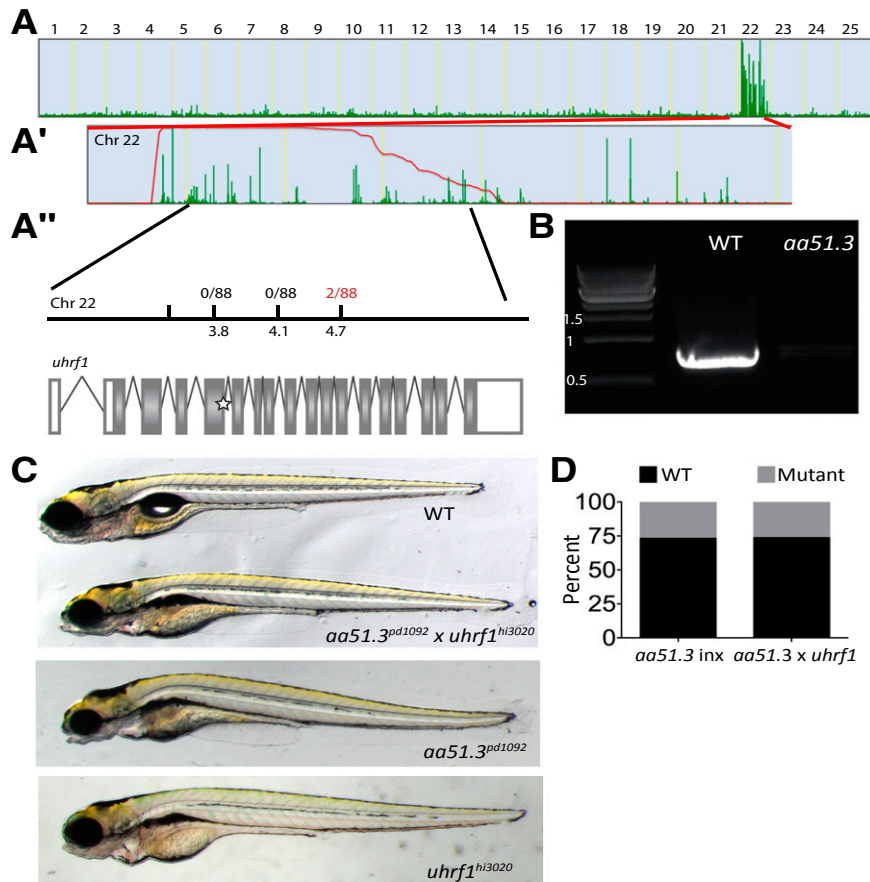 A
1 2 3 4 5 6 7 8 9 10 11 12 13 14 15 16 17 18 19 20 21 22 23 24 25
A'
Chr 22
A''
Chr 22
0/88 0/88 2/88
3.8 4.1 4.7
uhrf1
B
WT aa51.3
1.5
1
0.5
C
WT
aa51.3pd1092 x uhrf1hi3020
aa51.3pd1092
uhrf1hi3020
D
WT Mutant
Percent
100
75
50
25
0
aa51.3 inx aa51.3 x uhrf1